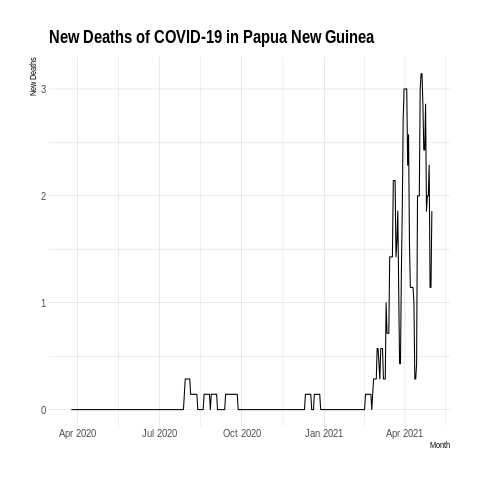 New Deaths of COVID-19 in Papua New Guinea
New Deaths
3
2
1
0
Apr 2020 Jul 2020 Oct 2020 Jan 2021 Apr 2021
Month